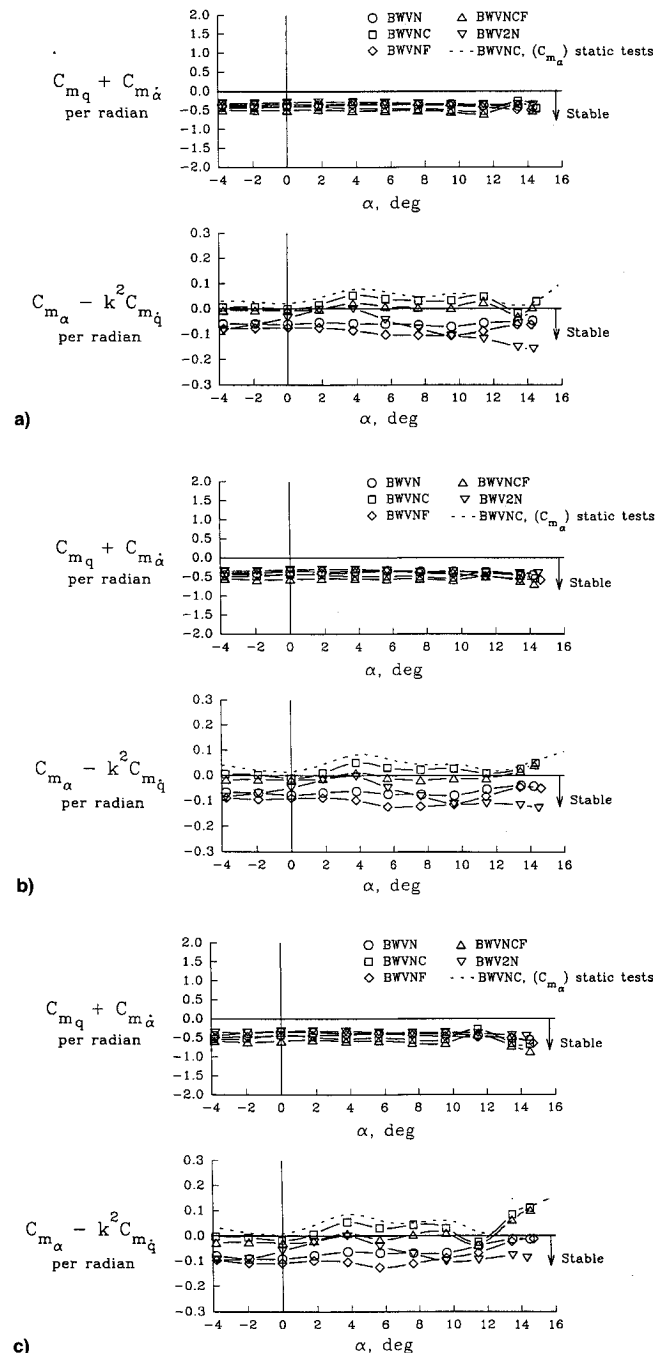 BWVN BWVNCF
BWVNC BWV2N
BWVNF BWVNC, (C_mα) static tests
2.0
1.5
1.0
0.5
0.0
-0.5
-1.0
-1.5
-2.0
C_mq + C_mα̇
per radian
Stable
-4 -2 0 2 4 6 8 10 12 14 16
α, deg
0.3
0.2
0.1
0.0
-0.1
-0.2
-0.3
C_mα − k²C_mq̇
per radian
Stable
-4 -2 0 2 4 6 8 10 12 14 16
α, deg
a)
BWVN BWVNCF
BWVNC BWV2N
BWVNF BWVNC, (C_mα) static tests
2.0
1.5
1.0
0.5
0.0
-0.5
-1.0
-1.5
-2.0
C_mq + C_mα̇
per radian
Stable
-4 -2 0 2 4 6 8 10 12 14 16
α, deg
0.3
0.2
0.1
0.0
-0.1
-0.2
-0.3
C_mα − k²C_mq̇
per radian
Stable
-4 -2 0 2 4 6 8 10 12 14 16
α, deg
b)
BWVN BWVNCF
BWVNC BWV2N
BWVNF BWVNC, (C_mα) static tests
2.0
1.5
1.0
0.5
0.0
-0.5
-1.0
-1.5
-2.0
C_mq + C_mα̇
per radian
Stable
-4 -2 0 2 4 6 8 10 12 14 16
α, deg
0.3
0.2
0.1
0.0
-0.1
-0.2
-0.3
C_mα − k²C_mq̇
per radian
Stable
-4 -2 0 2 4 6 8 10 12 14 16
α, deg
c)